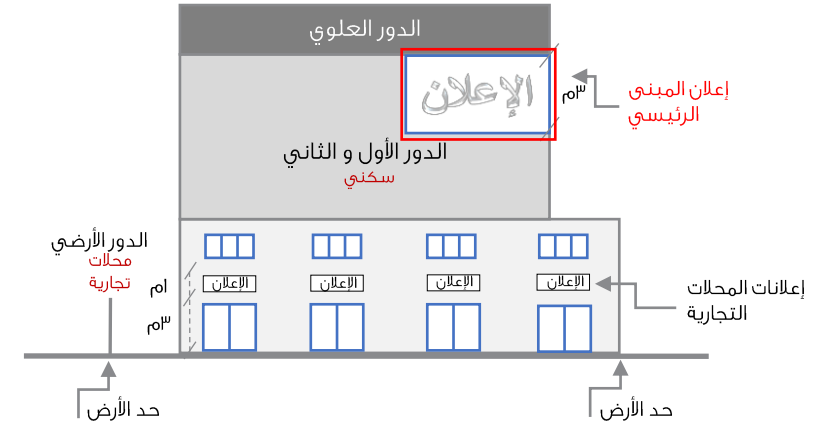 الدور العلوي
الإعلان
٣م
إعلان المبنى
الرئيسي
الدور الأول و الثاني
سكني
الدور الأرضي
محلات
تجارية
١م
٣م
الإعلان
الإعلان
الإعلان
الإعلان
إعلانات المحلات
التجارية
حد الأرض
حد الأرض